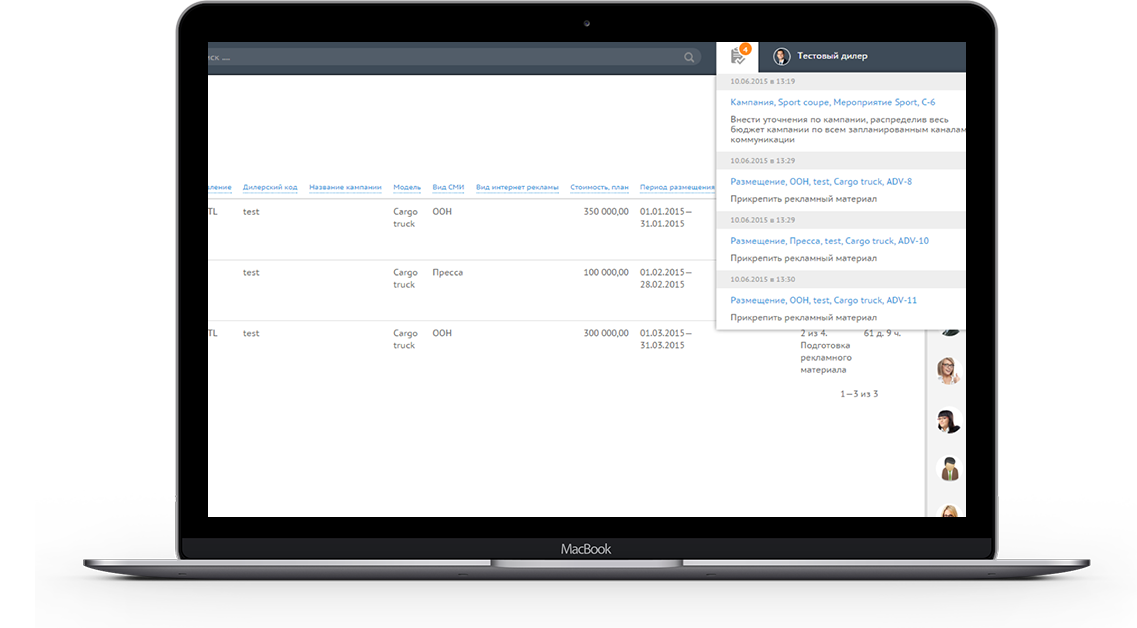 ск ...
4
Тестовый дилер
10.06.2015 в 13:19
Кампания, Sport coupe, Мероприятие Sport, C-6
Внести уточнения по кампании, распределив весь
бюджет кампании по всем запланированным каналам
коммуникации
10.06.2015 в 13:29
Размещение, ООН, test, Cargo truck, ADV-8
Прикрепить рекламный материал
10.06.2015 в 13:29
Размещение, Пресса, test, Cargo truck, ADV-10
Прикрепить рекламный материал
10.06.2015 в 13:30
Размещение, ООН, test, Cargo truck, ADV-11
Прикрепить рекламный материал
ление Дилерский код Название кампании Модель Вид СМИ Вид интернет рекламы Стоимость, план Период размещения
TL test Cargo truck ООН 350 000,00 01.01.2015— 31.01.2015
test Cargo truck Пресса 100 000,00 01.02.2015— 28.02.2015
TL test Cargo truck ООН 300 000,00 01.03.2015— 31.03.2015 2 из 4. Подготовка рекламного материала 61 д. 9 ч.
1—3 из 3
MacBook